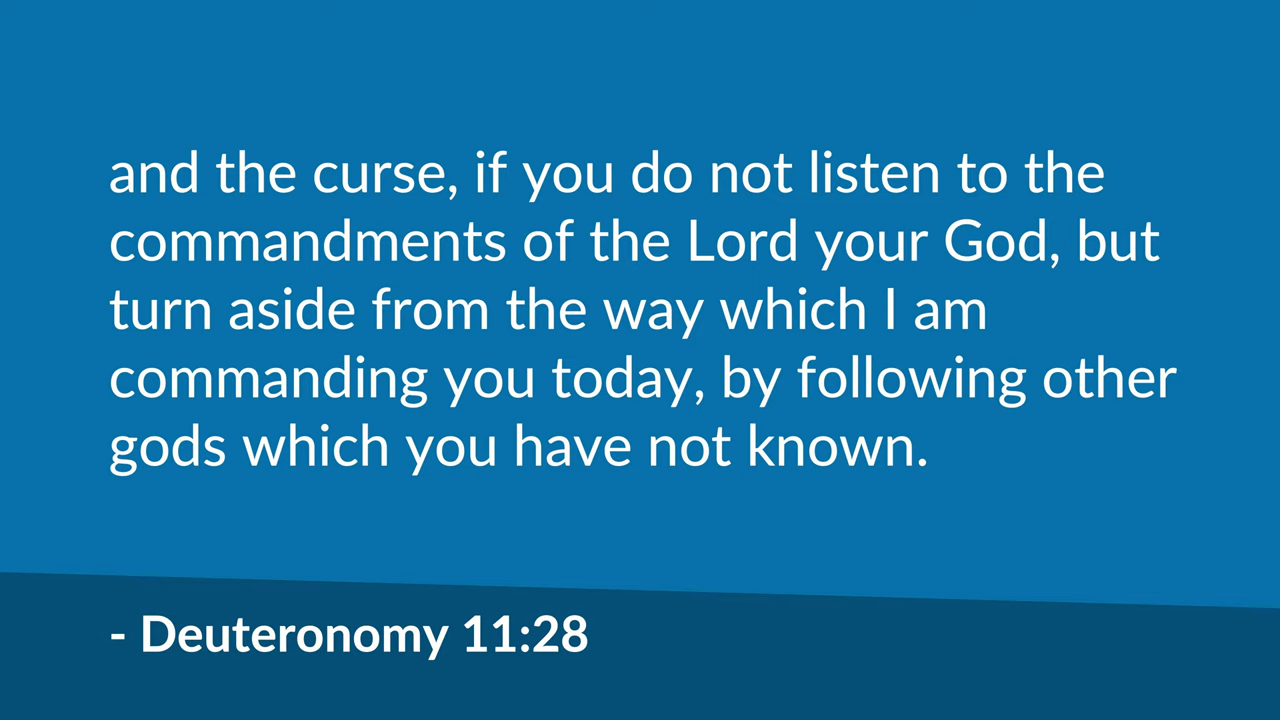 and the curse, if you do not listen to the
commandments of the Lord your God, but
turn aside from the way which I am
commanding you today, by following other
gods which you have not known.
- Deuteronomy 11:28